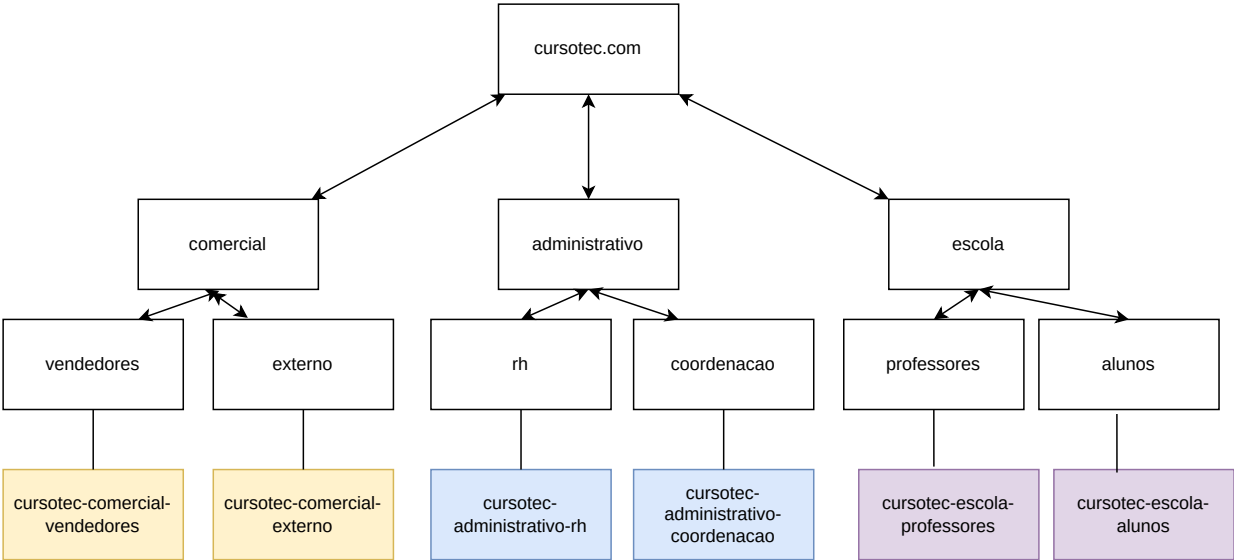 cursotec.com
comercial
administrativo
escola
vendedores
externo
rh
coordenacao
professores
alunos
cursotec-comercial-
vendedores
cursotec-comercial-
externo
cursotec-
administrativo-rh
cursotec-
administrativo-
coordenacao
cursotec-escola-
professores
cursotec-escola-
alunos